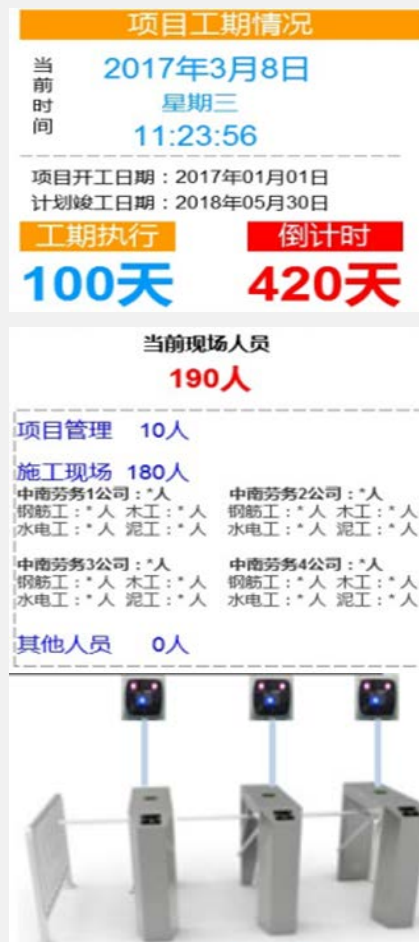 项目工期情况
当前时间
2017年3月8日
星期三
11:23:56
项目开工日期：2017年01月01日
计划竣工日期：2018年05月30日
工期执行 倒计时
100天 420天
当前现场人员
190人
项目管理 10人
施工现场 180人
中南劳务1公司：*人 中南劳务2公司：*人
钢筋工：*人 木工：*人 钢筋工：*人 木工：*人
水电工：*人 泥工：*人 水电工：*人 泥工：*人
中南劳务3公司：*人 中南劳务4公司：*人
钢筋工：*人 木工：*人 钢筋工：*人 木工：*人
水电工：*人 泥工：*人 水电工：*人 泥工：*人
其他人员 0人